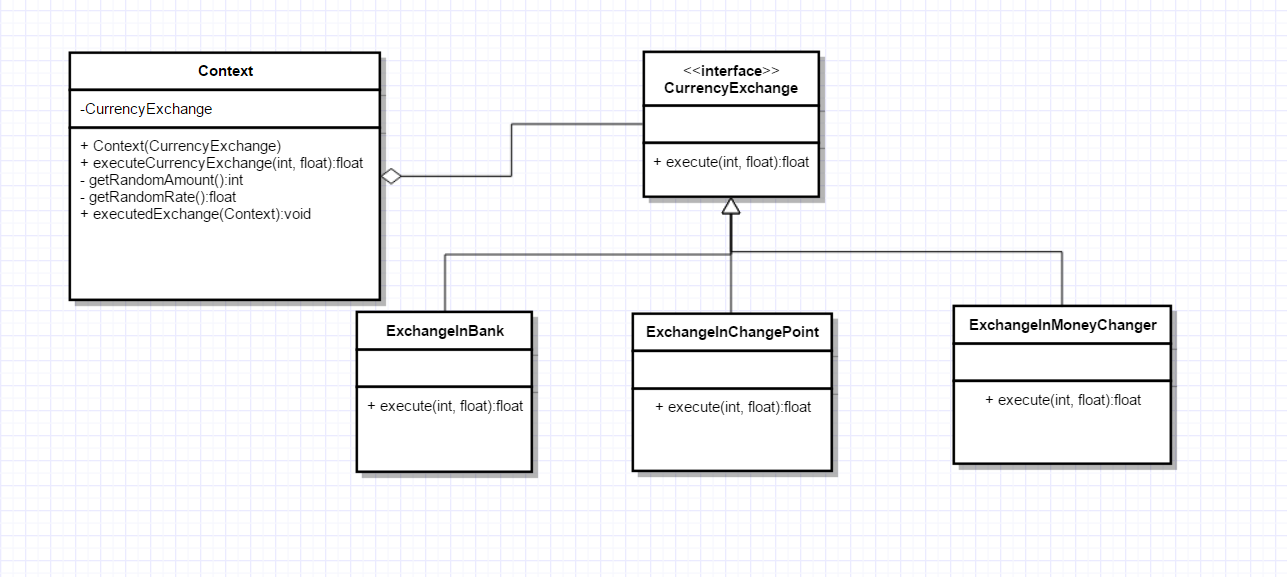 Context
-CurrencyExchange
+ Context(CurrencyExchange)
+ executeCurrencyExchange(int, float):float
- getRandomAmount():int
- getRandomRate():float
+ executedExchange(Context):void
<<interface>>
CurrencyExchange
+ execute(int, float):float
ExchangeInBank
+ execute(int, float):float
ExchangeInChangePoint
+ execute(int, float):float
ExchangeInMoneyChanger
+ execute(int, float):float